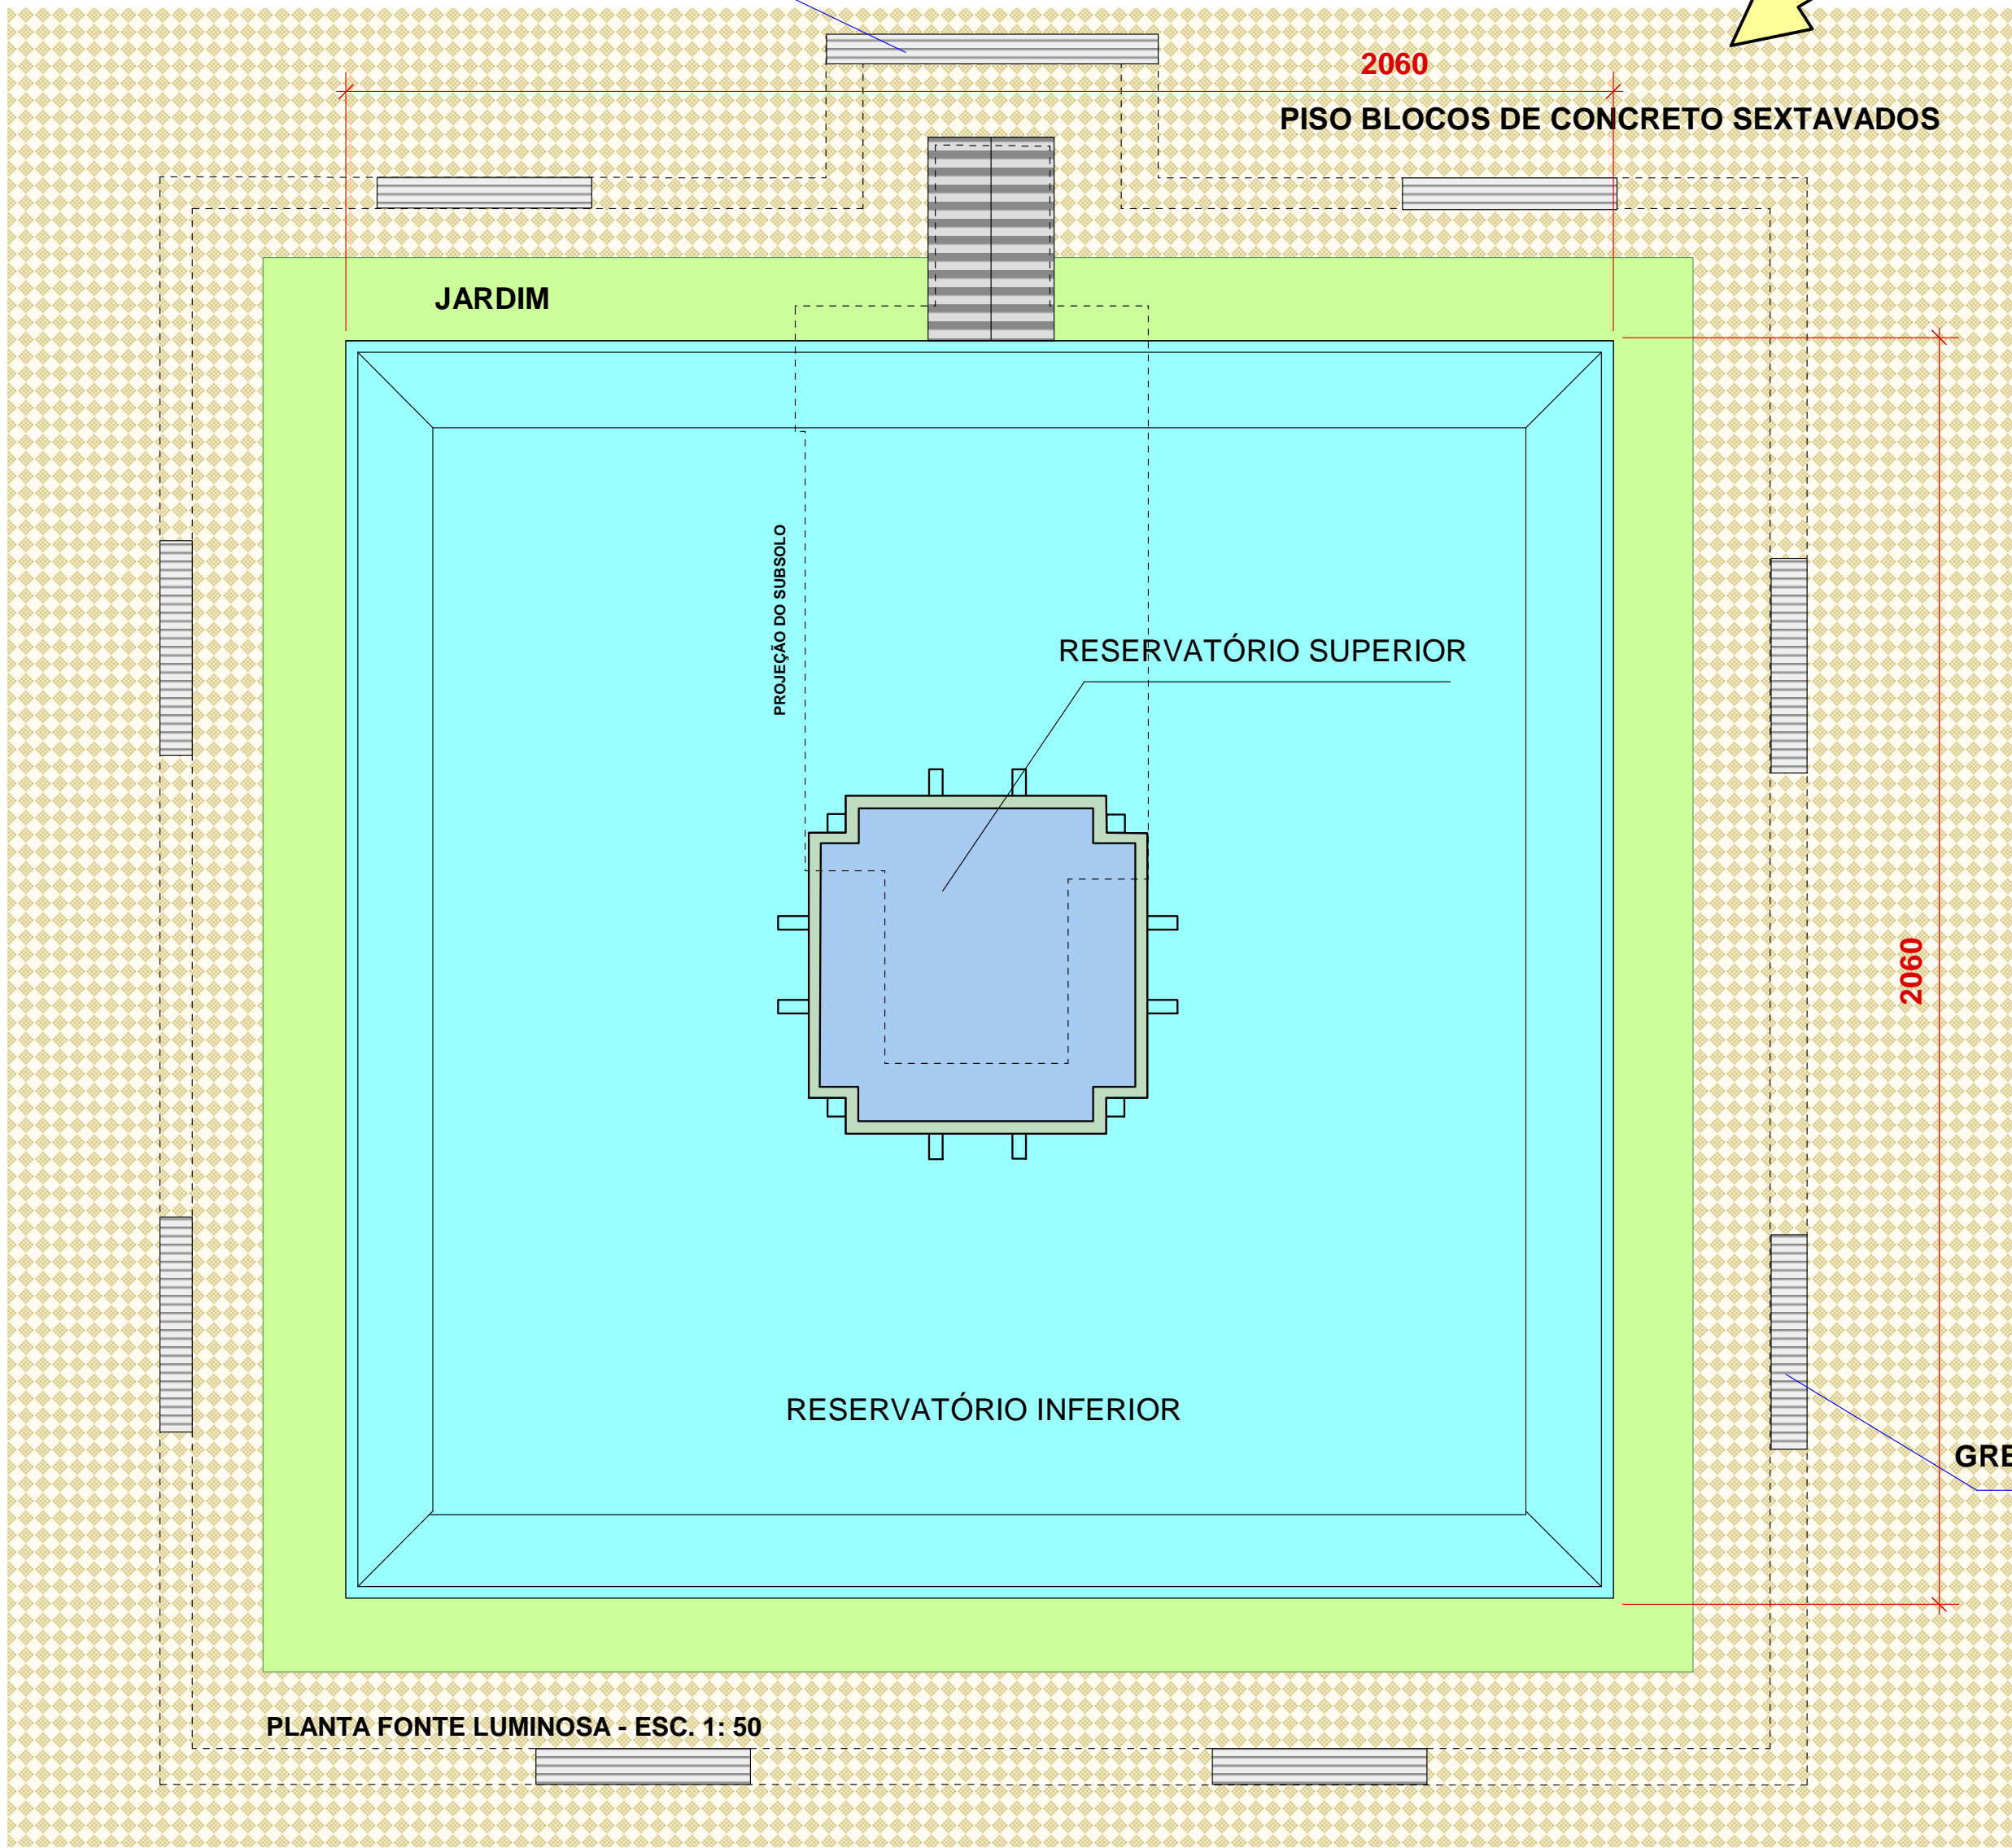 2060
PISO BLOCOS DE CONCRETO SEXTAVADOS
JARDIM
PROJEÇÃO DO SUBSOLO
RESERVATÓRIO SUPERIOR
2060
RESERVATÓRIO INFERIOR
GRE
PLANTA FONTE LUMINOSA - ESC. 1: 50